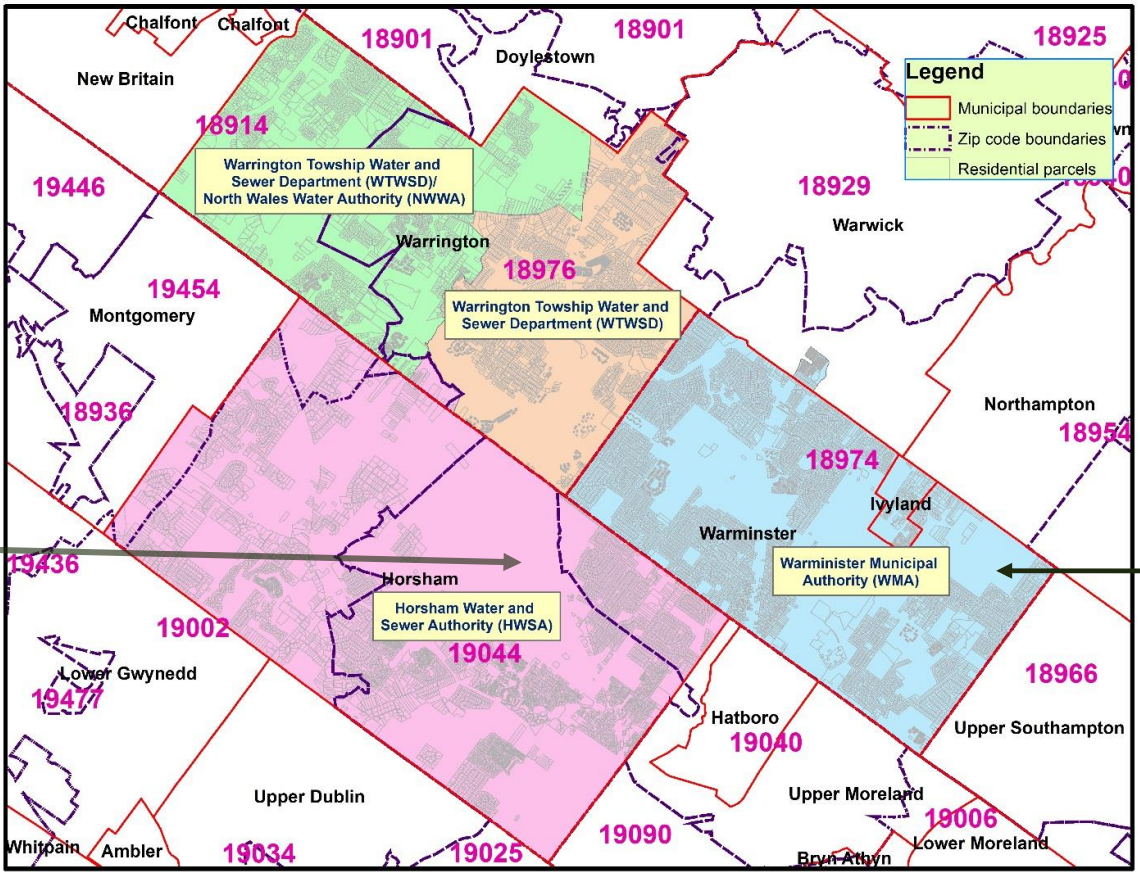 Chalfont
Chalfont
18901
18901
18925
Doylestown
New Britain
Legend
Municipal boundaries
Zip code boundaries
Residential parcels
18914
Warrington Towship Water and
Sewer Department (WTWSD)/
North Wales Water Authority (NWWA)
19446
18929
Warwick
Warrington
18976
19454
Montgomery
Warrington Towship Water and
Sewer Department (WTWSD)
18936
Northampton
18954
18974
Ivyland
Warminster
Warminister Municipal
Authority (WMA)
19436
Horsham
Horsham Water and
Sewer Authority (HWSA)
19002
19044
Lower Gwynedd
19477
18966
Hatboro
19040
Upper Southampton
Upper Dublin
Upper Moreland
19006
Lower Moreland
19090
Whitpain
Ambler
19034
19025
Bryn Athyn